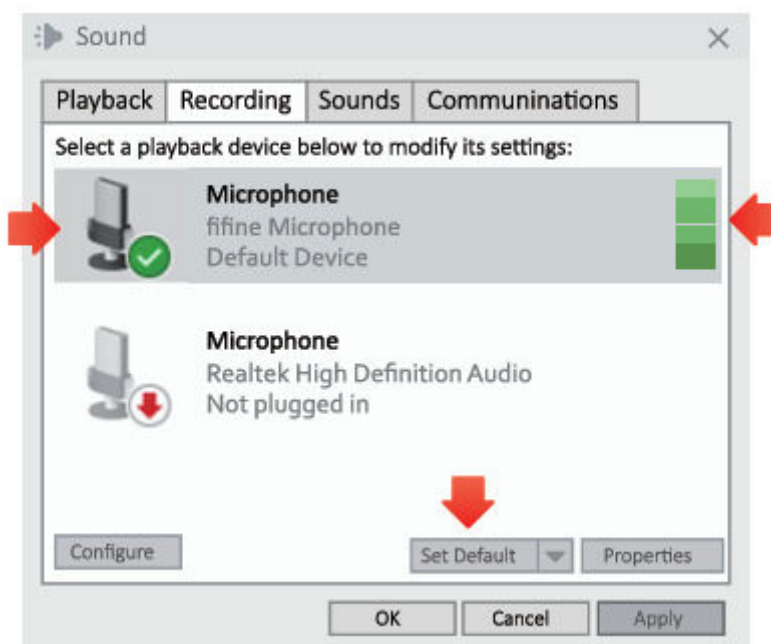 Sound
Playback Recording Sounds Communinations
Select a playback device below to modify its settings:
Microphone
fifine Microphone
Default Device
Microphone
Realtek High Definition Audio
Not plugged in
Configure Set Default Properties
OK Cancel Apply